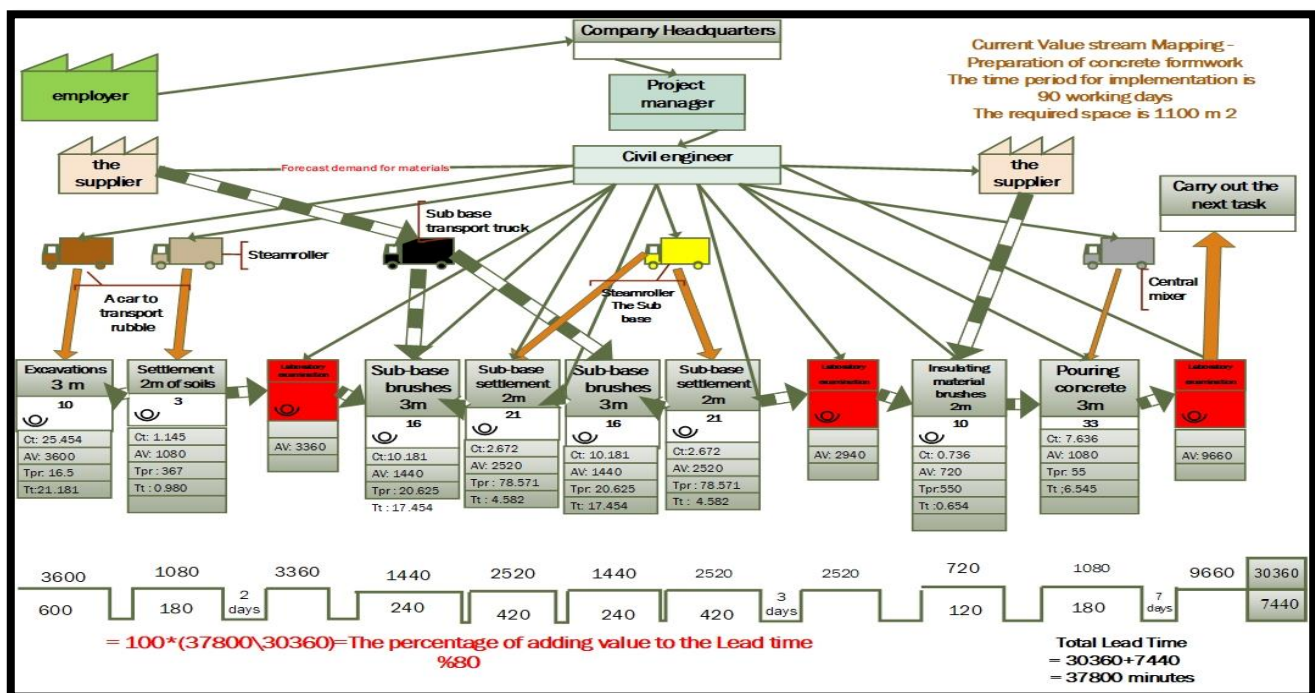 Company Headquarters
Current Value stream Mapping -
Preparation of concrete formwork
The time period for implementation is
90 working days
The required space is 1100 m 2
employer
Project
manager
Civil engineer
the
supplier
Forecast demand for materials
the
supplier
Carry out the
next task
Sub base
transport truck
Steamroller
A car to
transport
rubble
Steamroller
The Sub
base
Central
mixer
Excavations
3 m
10
Ct: 25.454
AV: 3600
Tpr: 16.5
Tt:21.181
Settlement
2m of soils
3
Ct: 1.145
AV: 1080
Tpr : 367
Tt : 0.980
Laboratory
examination
AV: 3360
Sub-base
brushes
3m
16
Ct:10.181
AV: 1440
Tpr : 20.625
Tt : 17.454
Sub-base
settlement
2m
21
Ct: 2.672
AV: 2520
Tpr : 78.571
Tt : 4.582
Sub-base
brushes
3m
16
Ct: 10.181
AV: 1440
Tpr : 20.625
Tt: 17.454
Sub-base
settlement
2m
21
Ct:2.672
AV: 2520
Tpr : 78.571
Tt : 4.582
Laboratory
examination
AV: 2940
Insulating
material
brushes
2m
10
Ct: 0.736
AV: 720
Tpr:550
Tt :0.654
Pouring
concrete
3m
33
Ct: 7.636
AV: 1080
Tpr: 55
Tt ;6.545
Laboratory
examination
AV: 9660
3600
1080
3360
1440
2520
1440
2520
2520
720
1080
9660
30360
600
180
2
days
240
420
240
420
3
days
120
180
7
days
7440
= 100*(37800\30360)=The percentage of adding value to the Lead time
%80
Total Lead Time
= 30360+7440
= 37800 minutes